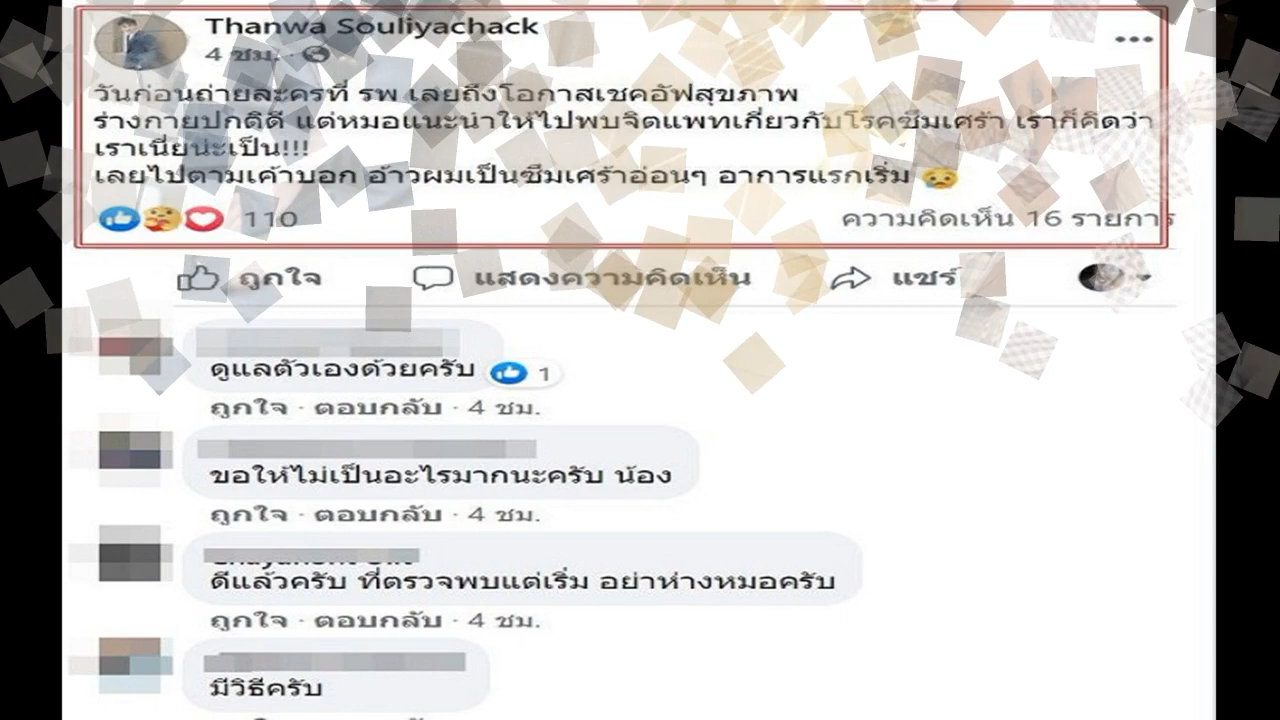 Thanwa Souliyachack
4 ชม.
วันก่อนถ่ายละครที่ รพ เลยถึงโอกาสเชคอัฟสุขภาพ
ร่างกายปกติดี แต่หมอแนะนำให้ไปพบจิตแพทเกี่ยวกับโรคซึมเศร้า เราก็คิดว่า
เราเนี่ยน่ะเป็น!!!
เลยไปตามเค้าบอก อ้าวผมเป็นซึมเศร้าอ่อนๆ อาการแรกเริ่ม 😥
110 ความคิดเห็น 16 รายการ
ถูกใจ แสดงความคิดเห็น แชร์
ดูแลตัวเองด้วยครับ 1
ถูกใจ · ตอบกลับ · 4 ชม.
ขอให้ไม่เป็นอะไรมากนะครับ น้อง
ถูกใจ · ตอบกลับ · 4 ชม.
ดีแล้วครับ ที่ตรวจพบแต่เริ่ม อย่าห่างหมอครับ
ถูกใจ · ตอบกลับ · 4 ชม.
มีวิธีครับ